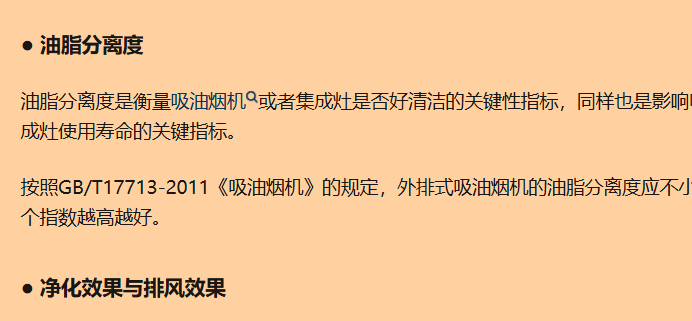 ● 油脂分离度
油脂分离度是衡量吸油烟机或者集成灶是否好清洁的关键性指标，同样也是影响
成灶使用寿命的关键指标。
按照GB/T17713-2011《吸油烟机》的规定，外排式吸油烟机的油脂分离度应不小
个指数越高越好。
● 净化效果与排风效果